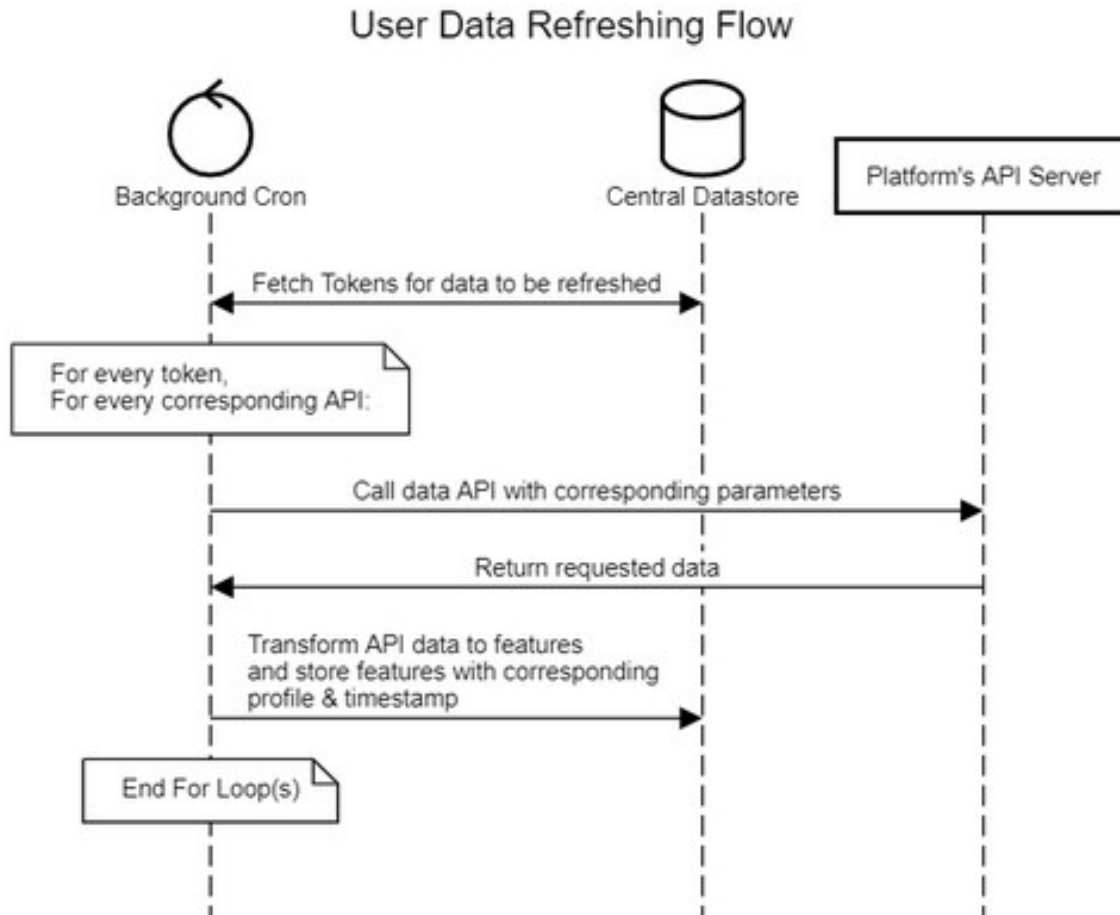 User Data Refreshing Flow
Background Cron
Central Datastore
Platform's API Server
Fetch Tokens for data to be refreshed
For every token,
For every corresponding API:
Call data API with corresponding parameters
Return requested data
Transform API data to features
and store features with corresponding
profile & timestamp
End For Loop(s)